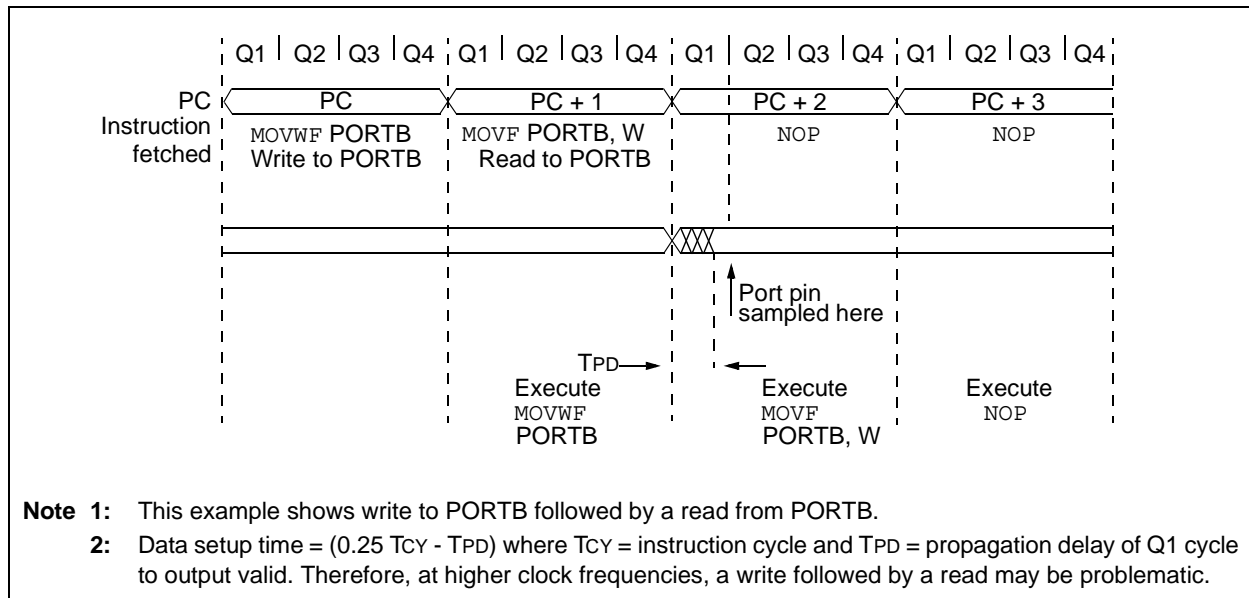 Q1 Q2 Q3 Q4 Q1 Q2 Q3 Q4 Q1 Q2 Q3 Q4 Q1 Q2 Q3 Q4
PC PC PC + 1 PC + 2 PC + 3
Instruction fetched
MOVWF PORTB
Write to PORTB
MOVF PORTB, W
Read to PORTB
NOP
NOP
Port pin
sampled here
TPD
Execute
MOVWF
PORTB
Execute
MOVF
PORTB, W
Execute
NOP
Note 1: This example shows write to PORTB followed by a read from PORTB.
2: Data setup time = (0.25 TCY - TPD) where TCY = instruction cycle and TPD = propagation delay of Q1 cycle
to output valid. Therefore, at higher clock frequencies, a write followed by a read may be problematic.